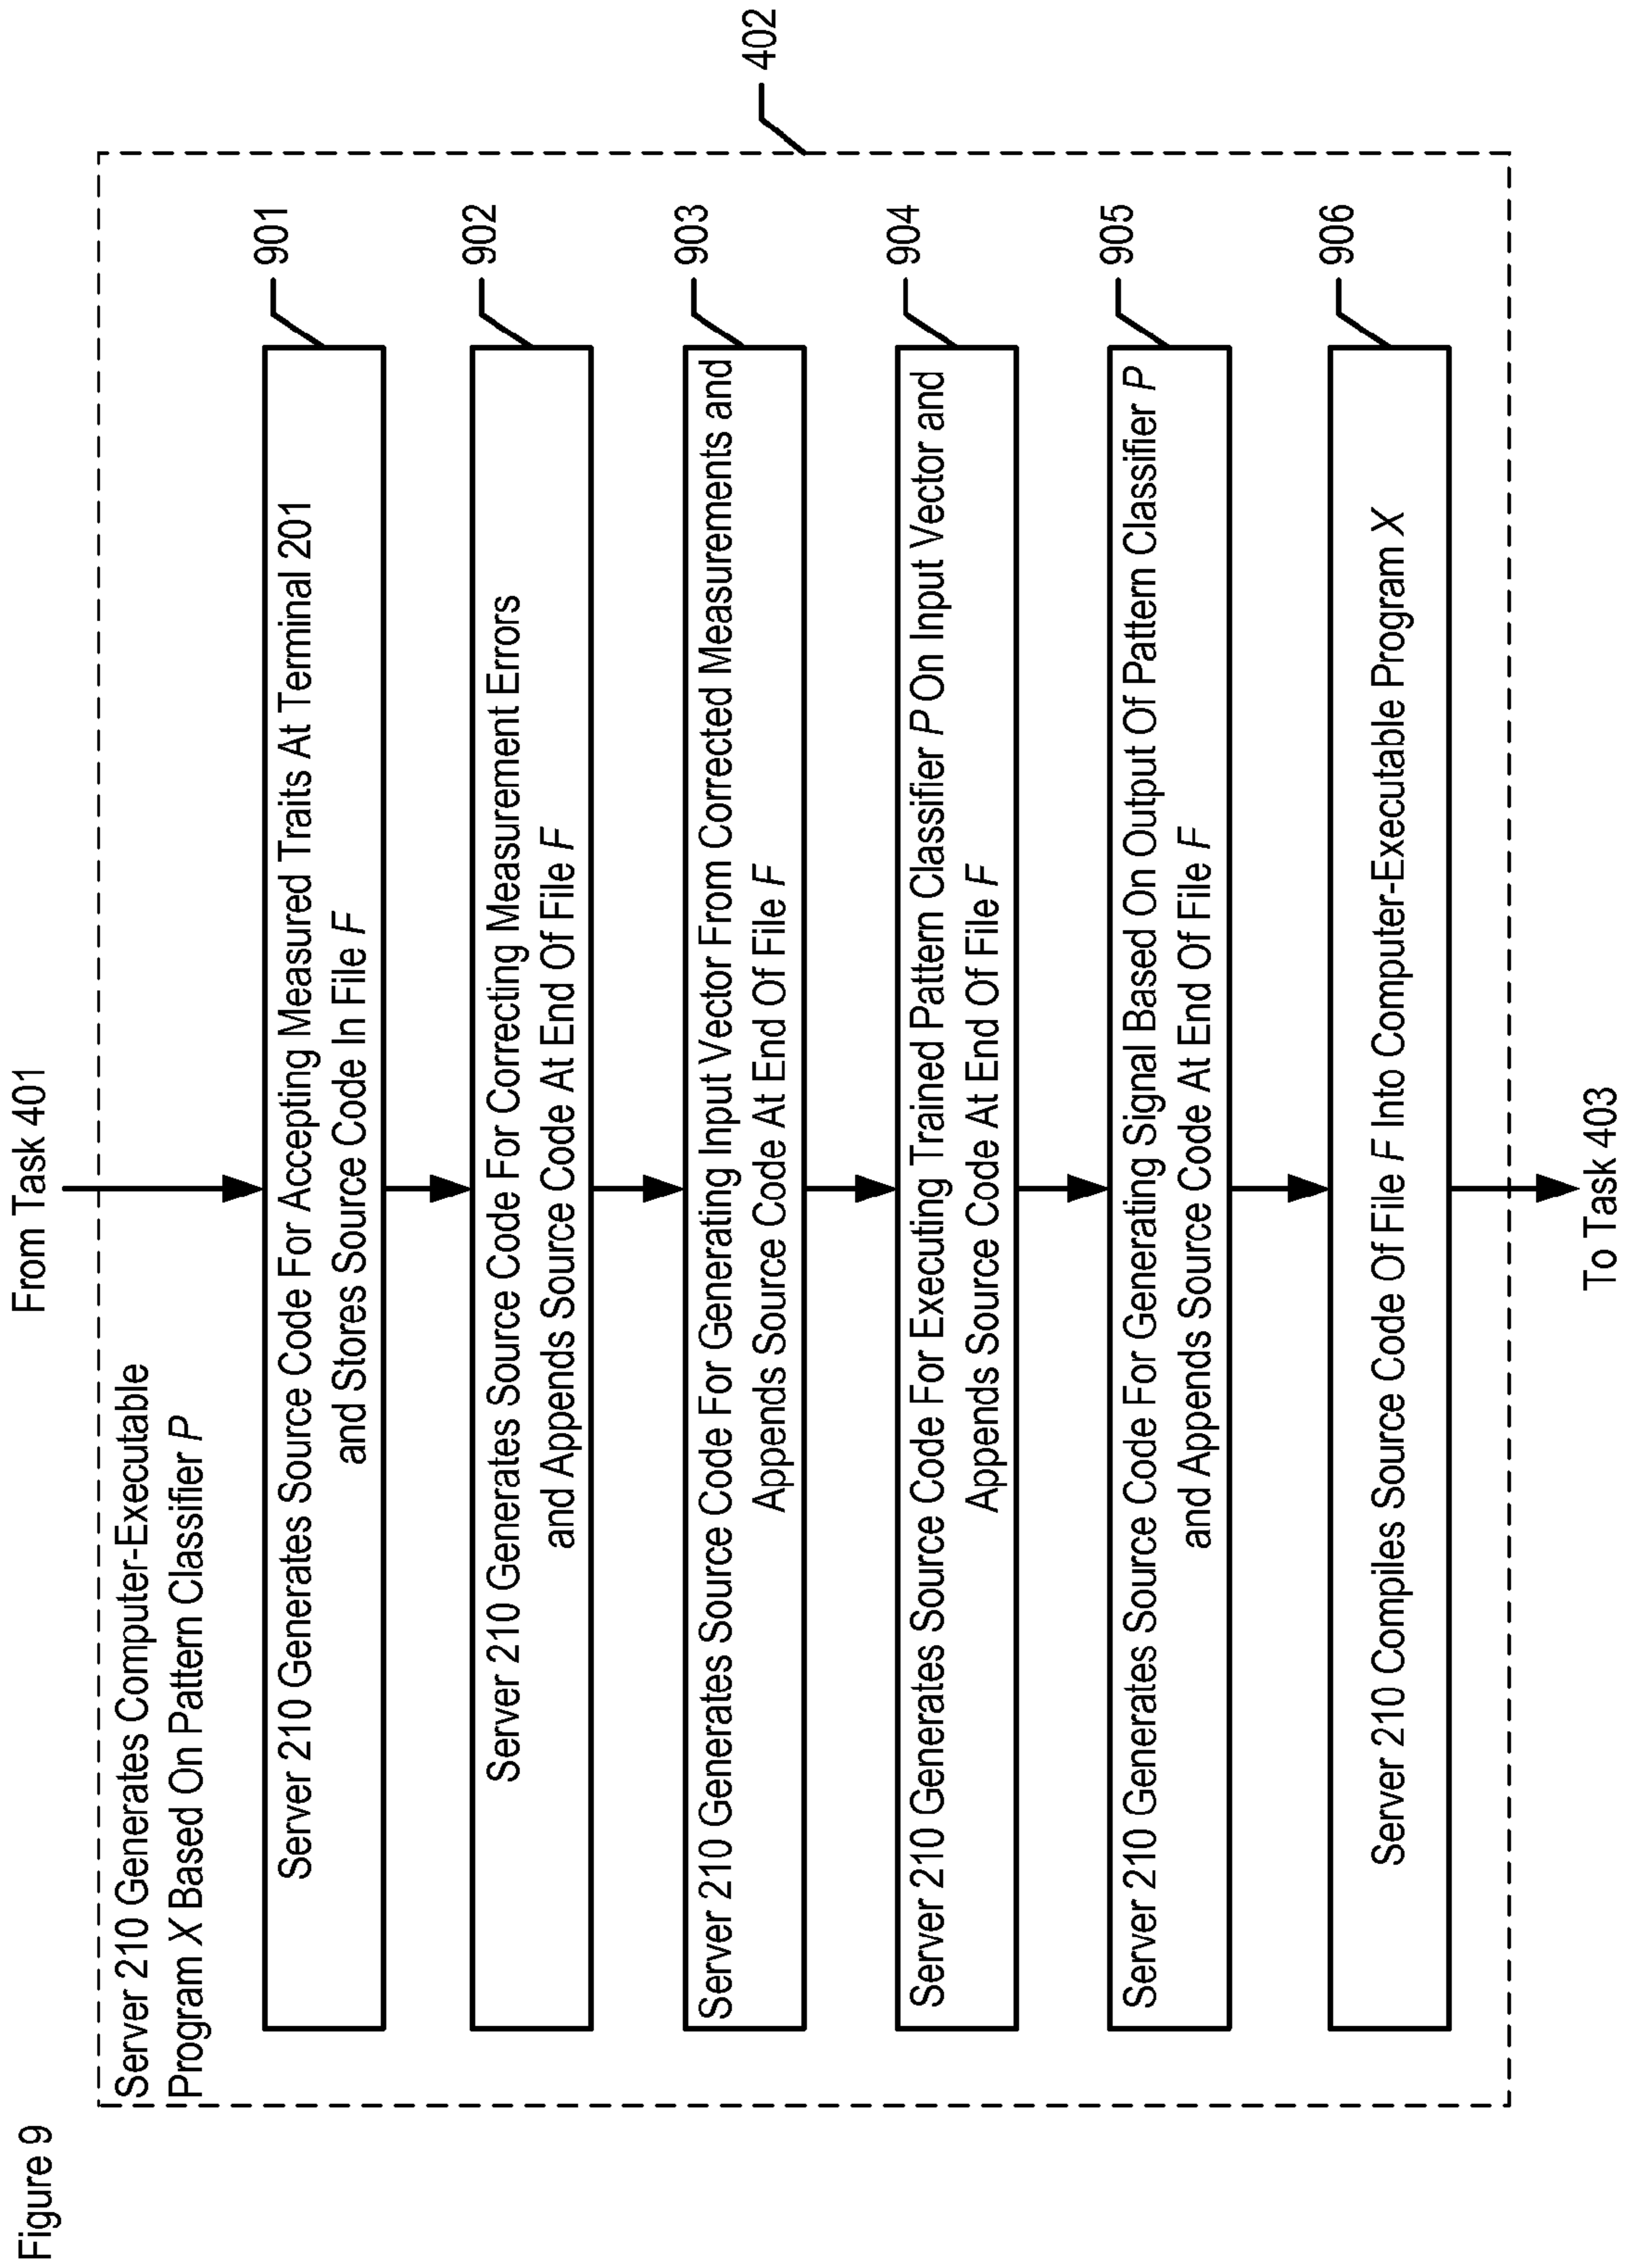 Figure 9
From Task 401
Server 210 Generates Computer-Executable
Program X Based On Pattern Classifier P
402
901
Server 210 Generates Source Code For Accepting Measured Traits At Terminal 201
and Stores Source Code In File F
902
Server 210 Generates Source Code For Correcting Measurement Errors
and Appends Source Code At End Of File F
903
Server 210 Generates Source Code For Generating Input Vector From Corrected Measurements and
Appends Source Code At End Of File F
904
Server 210 Generates Source Code For Executing Trained Pattern Classifier P On Input Vector and
Appends Source Code At End Of File F
905
Server 210 Generates Source Code For Generating Signal Based On Output Of Pattern Classifier P
and Appends Source Code At End Of File F
906
Server 210 Compiles Source Code Of File F Into Computer-Executable Program X
To Task 403